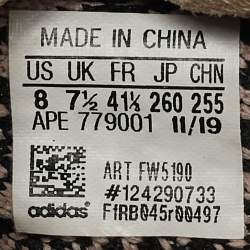 MADE IN CHINA
US UK FR JP CHN
8 7½ 41⅓ 260 255
APE 779001 11/19
ART FW5190
#124290733
adidas F1RB045r00497